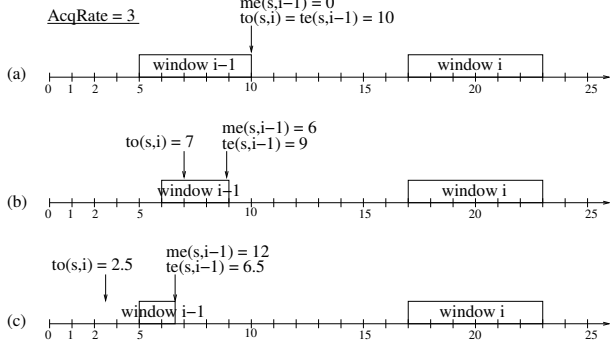 me(s,i−1) = 0
AcqRate = 3
to(s,i) = te(s,i−1) = 10
window i−1
window i
(a)
0 1 2 5 10 15 20 25
me(s,i−1) = 6
to(s,i) = 7
te(s,i−1) = 9
window i−1
window i
(b)
0 1 2 5 10 15 20 25
me(s,i−1) = 12
to(s,i) = 2.5
te(s,i−1) = 6.5
window i−1
window i
(c)
0 1 2 5 10 15 20 25